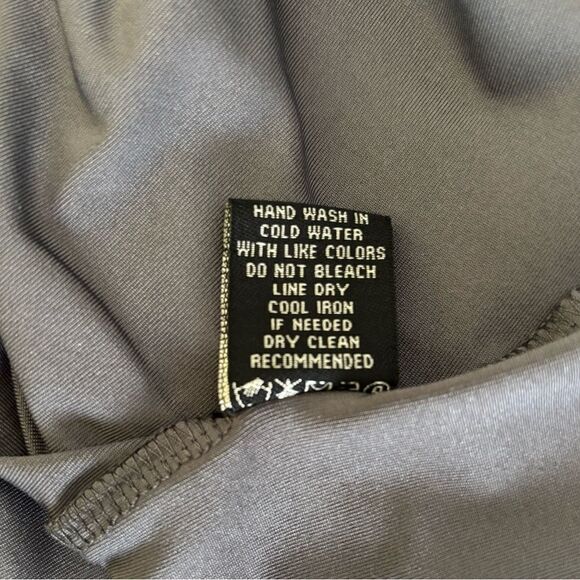 HAND WASH IN
COLD WATER
WITH LIKE COLORS
DO NOT BLEACH
LINE DRY
COOL IRON
IF NEEDED
DRY CLEAN
RECOMMENDED